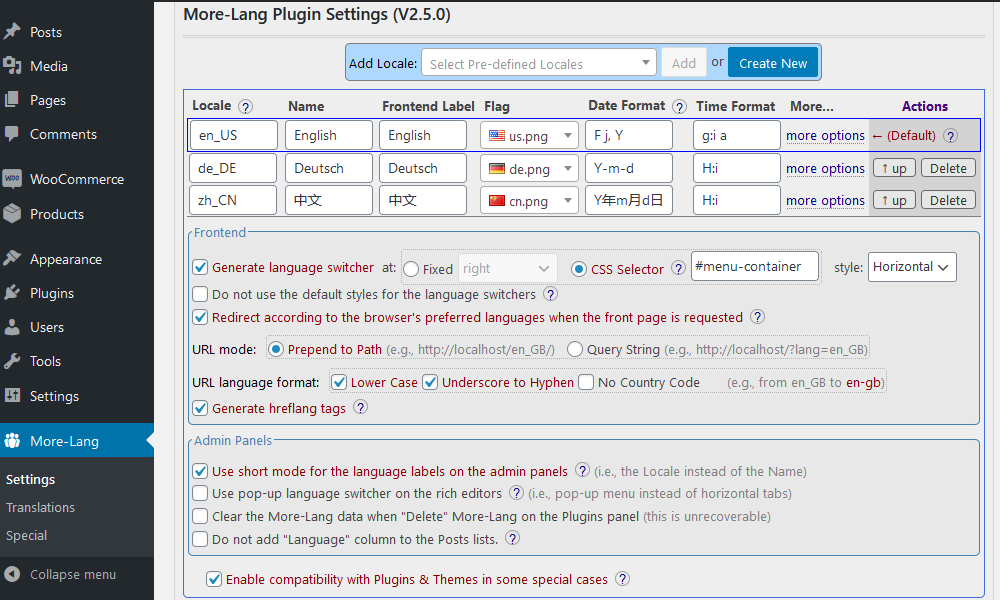 More-Lang Plugin Settings (V2.5.0)
Posts
Media
Pages
Comments
WooCommerce
Products
Appearance
Plugins
Users
Tools
Settings
More-Lang
Settings
Translations
Special
Collapse menu
Add Locale: Select Pre-defined Locales Add or Create New
Locale ? Name Frontend Label Flag Date Format ? Time Format More... Actions
en_US English English us.png F j, Y g:i a more options ← (Default) ?
de_DE Deutsch Deutsch de.png Y-m-d H:i more options ↑ up Delete
zh_CN 中文 中文 cn.png Y年m月d日 H:i more options ↑ up Delete
Frontend
Generate language switcher at: Fixed right CSS Selector ? #menu-container style: Horizontal
Do not use the default styles for the language switchers ?
Redirect according to the browser's preferred languages when the front page is requested ?
URL mode: Prepend to Path (e.g., http://localhost/en_GB/) Query String (e.g., http://localhost/?lang=en_GB)
URL language format: Lower Case Underscore to Hyphen No Country Code (e.g., from en_GB to en-gb)
Generate hreflang tags ?
Admin Panels
Use short mode for the language labels on the admin panels ? (i.e., the Locale instead of the Name)
Use pop-up language switcher on the rich editors ? (i.e., pop-up menu instead of horizontal tabs)
Clear the More-Lang data when "Delete" More-Lang on the Plugins panel (this is unrecoverable)
Do not add "Language" column to the Posts lists. ?
Enable compatibility with Plugins & Themes in some special cases ?